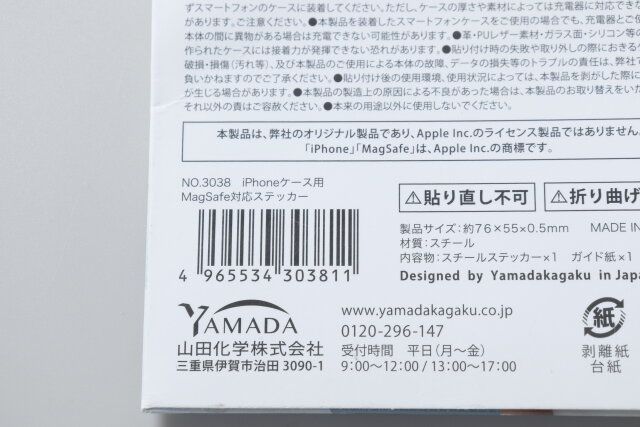 ずスマートフォンのケースに装着してください。ただし、ケースの厚さや素材によっては充電器に対応でき
があります。ご注意ください。●本製品を装着したスマートフォンケースをご使用の場合でも、充電器とご使
本体の間に異物がある場合は充電できない可能性があります。●革・PUレザー素材・ガラス面・シリコン等の
作られたケースには接着力が発揮できない恐れがあります。●貼り付け時の失敗や取り外しの際におきる
破損・損傷(汚れ等)、及び本製品のご使用による本体の故障、データの損失等のトラブルの責任は、弊社で
負いかねますのでご了承ください。●貼り付け後の使用環境、使用状況によっては、本製品を剥がした際に
が生じる場合があります。●本製品の製造上の原因による不良があった場合は、本製品のお取り替えをいた
それ以外の責はご容赦ください。●本来の用途以外に使用しないでください。
本製品は、弊社のオリジナル製品であり、Apple Inc.のライセンス製品ではありません。
「iPhone」「MagSafe」は、Apple Inc.の商標です。
NO.3038 iPhoneケース用
MagSafe対応ステッカー
⚠貼り直し不可 ⚠折り曲げ
製品サイズ:約76×55×0.5mm MADE IN
材質:スチール
内容物:スチールステッカー×1 ガイド紙×1
Designed by Yamadakagaku in Japa
4 965534 303811
YAMADA
山田化学株式会社
三重県伊賀市治田 3090-1
www.yamadakagaku.co.jp
0120-296-147
受付時間 平日(月〜金)
9:00〜12:00 / 13:00〜17:00
紙
剥離紙
台紙